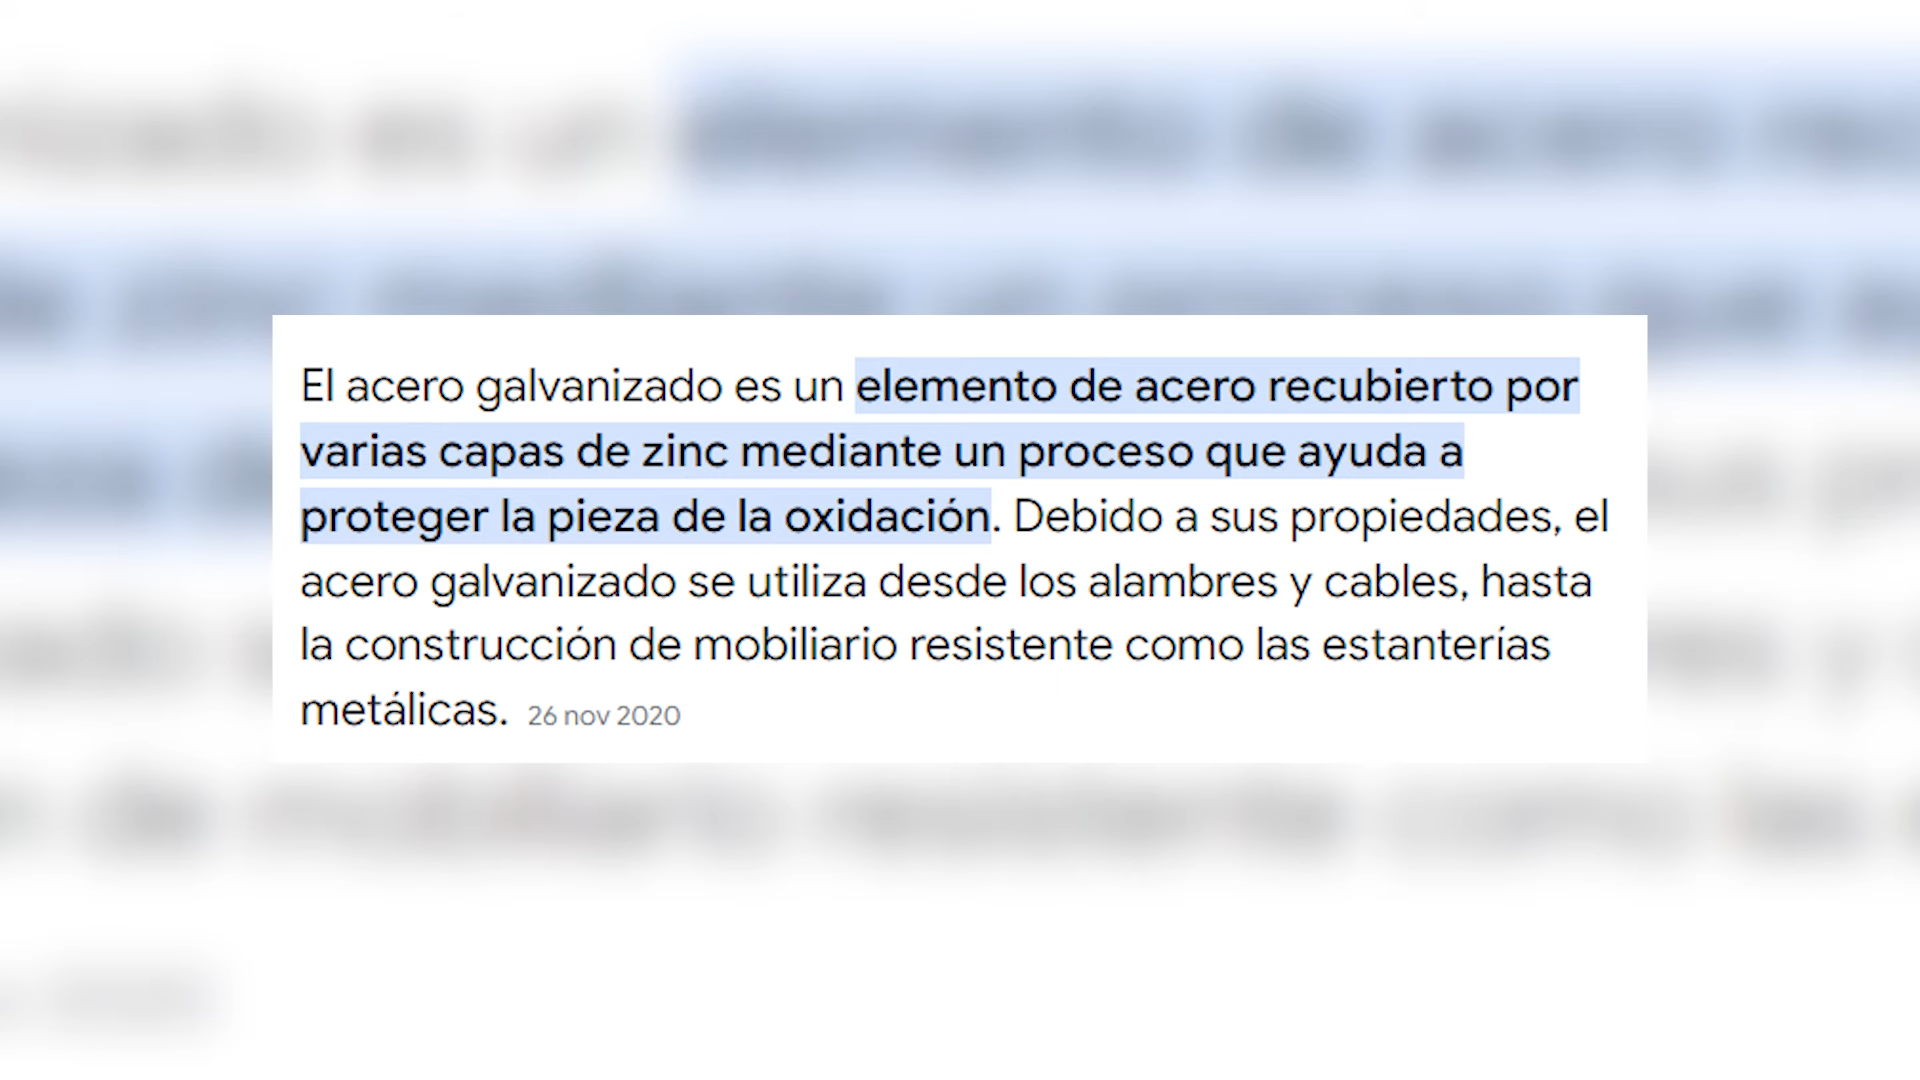 El acero galvanizado es un elemento de acero recubierto por
varias capas de zinc mediante un proceso que ayuda a
proteger la pieza de la oxidación. Debido a sus propiedades, el
acero galvanizado se utiliza desde los alambres y cables, hasta
la construcción de mobiliario resistente como las estanterías
metálicas. 26 nov 2020